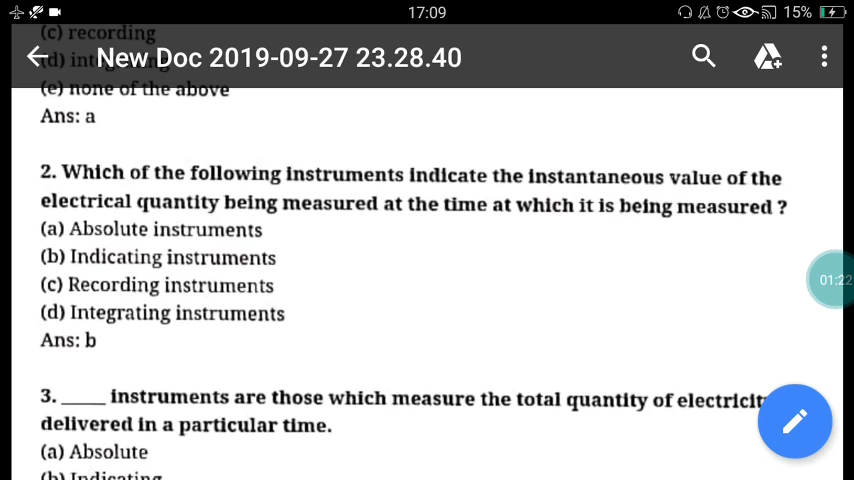 17:09
15%
(c) recording
New Doc 2019-09-27 23.28.40
(e) none of the above
Ans: a
2. Which of the following instruments indicate the instantaneous value of the
electrical quantity being measured at the time at which it is being measured ?
(a) Absolute instruments
(b) Indicating instruments
(c) Recording instruments
(d) Integrating instruments
Ans: b
01:22
3. _____ instruments are those which measure the total quantity of electricit
delivered in a particular time.
(a) Absolute
(b) Indicating